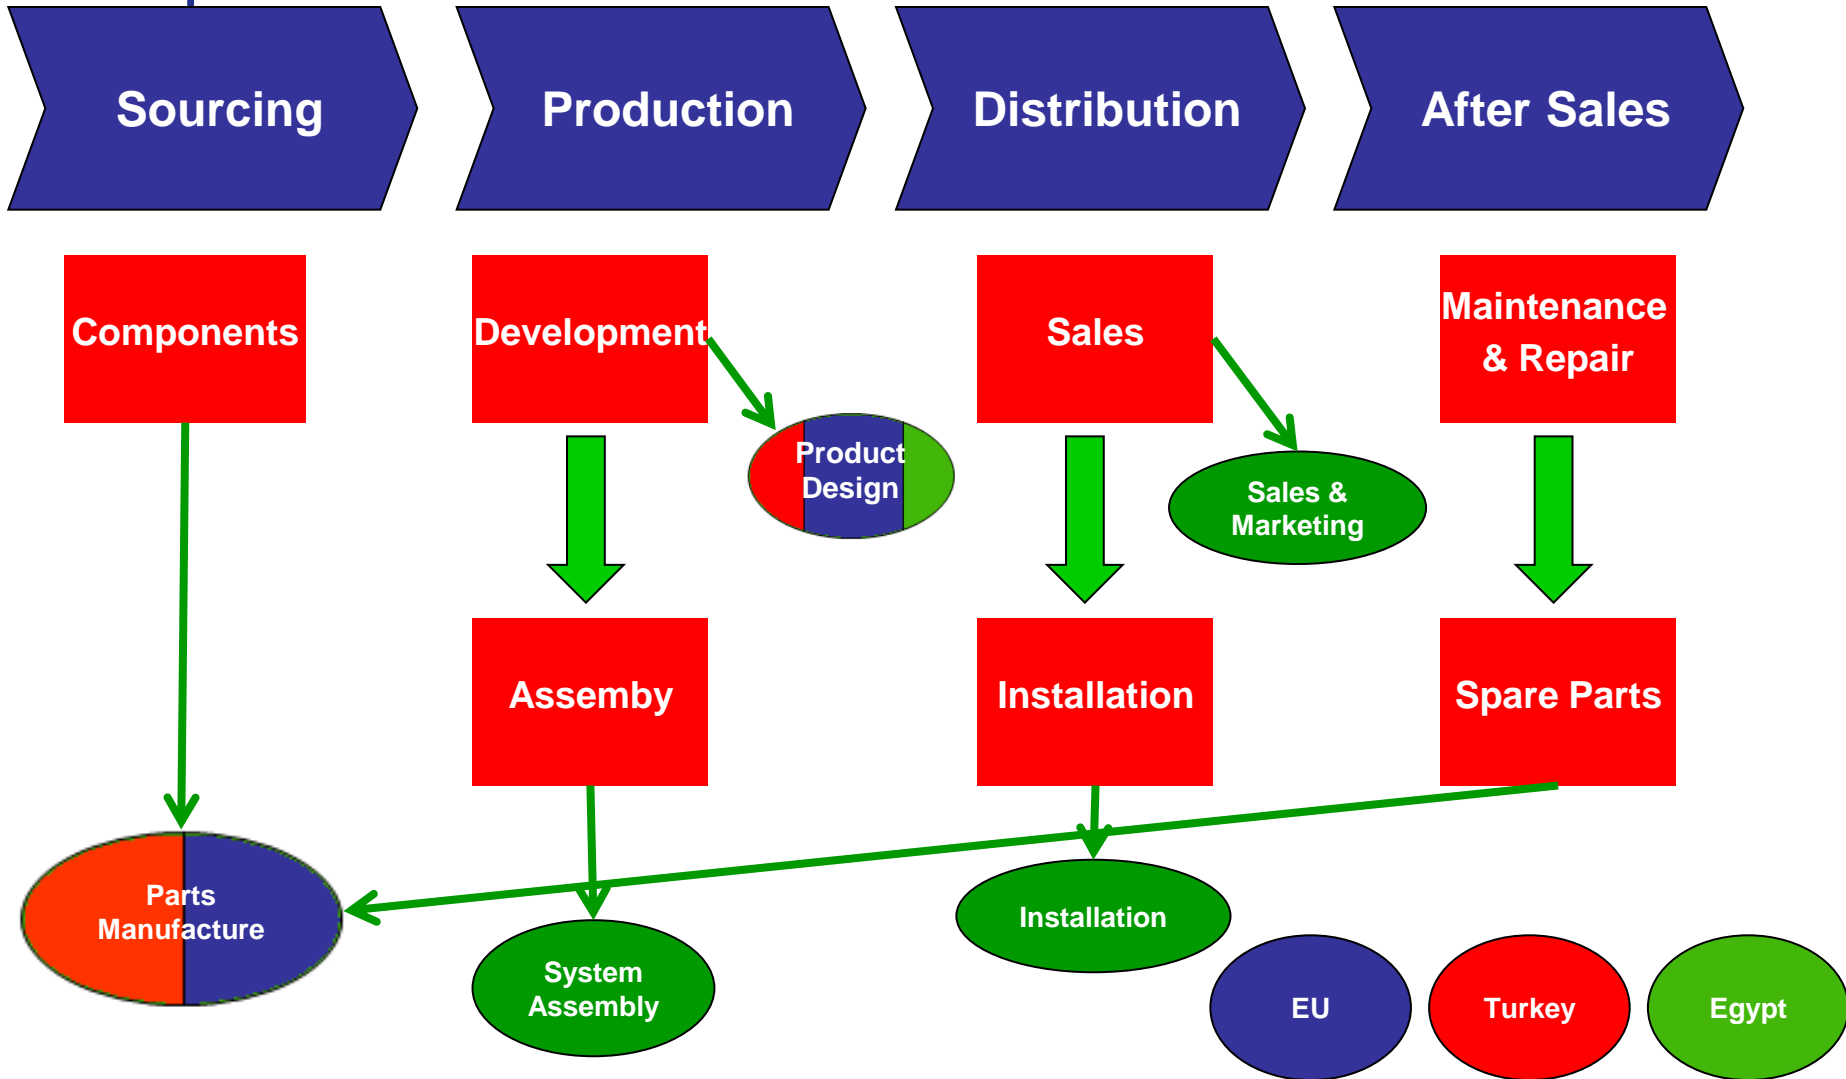 Sourcing
Production
Distribution
After Sales
Components
Development
Sales
Maintenance
& Repair
Product
Design
Sales &
Marketing
Assemby
Installation
Spare Parts
Parts
Manufacture
System
Assembly
Installation
EU
Turkey
Egypt